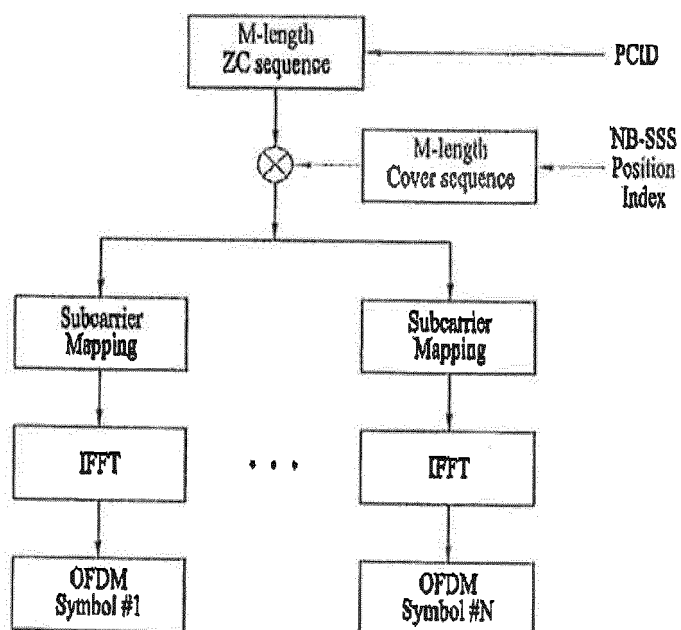 M-length
ZC sequence
PCID
M-length
Cover sequence
NB-SSS
Position
Index
Subcarrier
Mapping
Subcarrier
Mapping
IFFT
IFFT
OFDM
Symbol #1
OFDM
Symbol #N